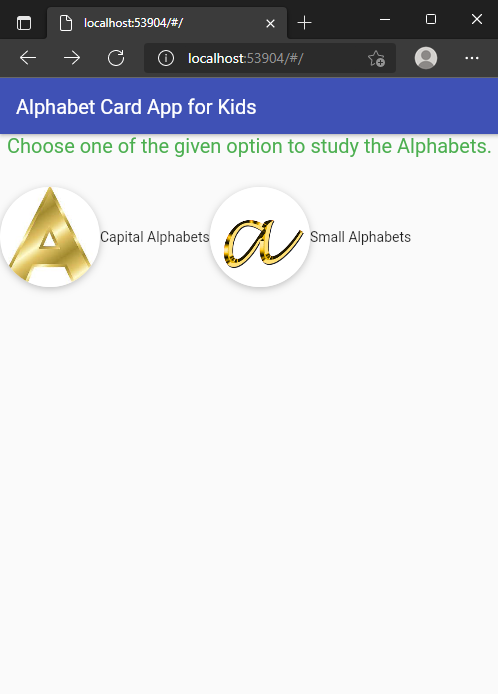 localhost:53904/#/
localhost:53904/#/
Alphabet Card App for Kids
Choose one of the given option to study the Alphabets.
A Capital Alphabets a Small Alphabets